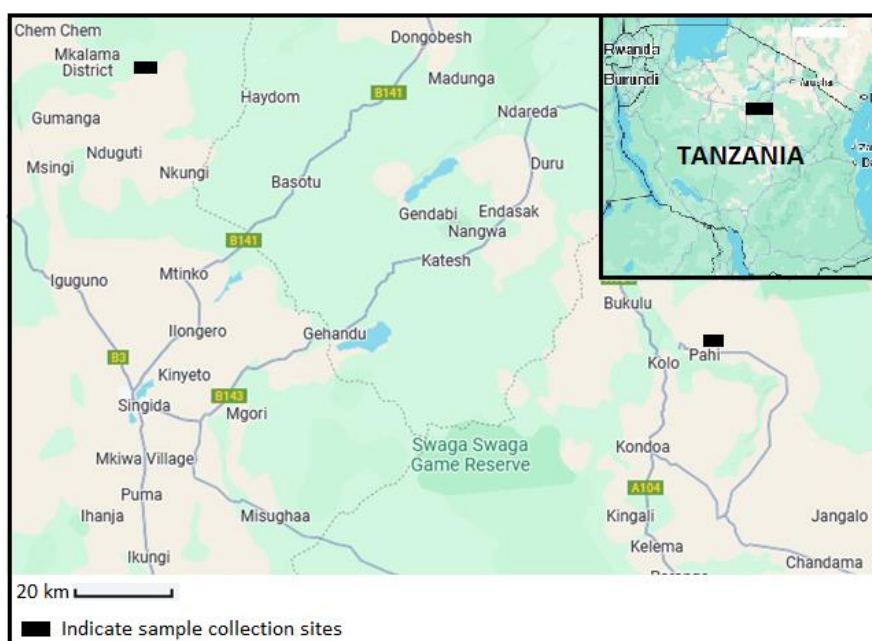 Chem Chem
Mkalama
District
Gumanga
Nduguti
Msingi
Nkungi
Haydom
Dongobesh
Madunga
B141
Ndareda
Duru
Basotu
Gendabi
Endasak
Nangwa
Katesh
B141
Mtinko
Iguguno
Ilongero
Gehandu
B3
Kinyeto
B143
Singida
Mgori
Mkiwa Village
Puma
Ihanja
Misughaa
Ikungi
Swaga Swaga
Game Reserve
Bukulu
Kolo
Pahi
Kondoa
A104
Kingali
Jangalo
Kelema
Chandama
Rwanda
Burundi
Arusha
TANZANIA
20 km
Indicate sample collection sites